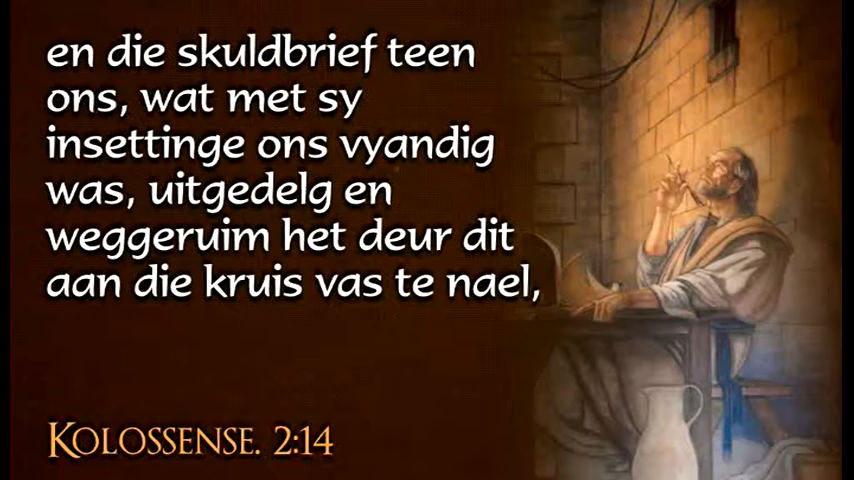 en die skuldbrief teen
ons, wat met sy
insettinge ons vyandig
was, uitgedelg en
weggeruim het deur dit
aan die kruis vas te nael,
Kolossense. 2:14